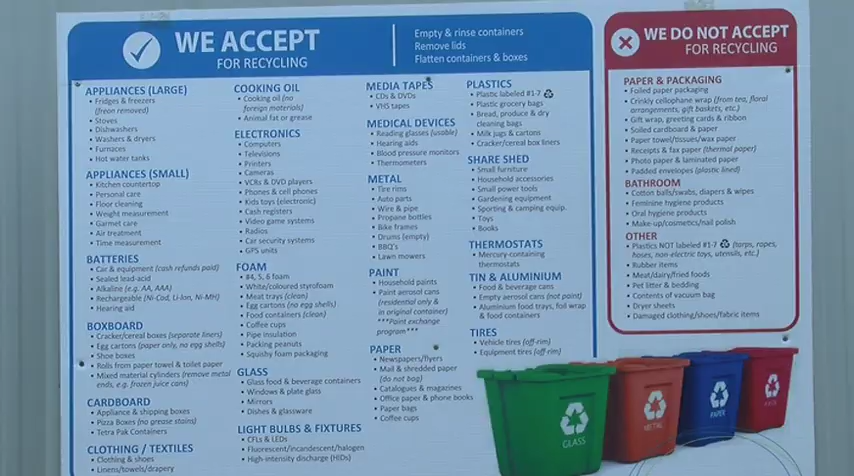 WE ACCEPT
FOR RECYCLING
Empty & rinse containers
Remove lids
Flatten containers & boxes
APPLIANCES (LARGE)
• Fridges & freezers
(freon removed)
• Stoves
• Dishwashers
• Washers & dryers
• Furnaces
• Hot water tanks
APPLIANCES (SMALL)
• Kitchen countertop
• Personal care
• Floor cleaning
• Weight measurement
• Garmet care
• Air treatment
• Time measurement
BATTERIES
• Car & equipment (cash refunds paid)
• Sealed lead-acid
• Alkaline (e.g. AA, AAA)
• Rechargeable (Ni-Cad, Li-Ion, Ni-MH)
• Hearing aid
BOXBOARD
• Cracker/cereal boxes (separate liners)
• Egg cartons (paper only, no egg shells)
• Shoe boxes
• Rolls from paper towel & toilet paper
• Mixed material cylinders (remove metal
ends, e.g. frozen juice cans)
CARDBOARD
• Appliance & shipping boxes
• Pizza Boxes (no grease stains)
• Tetra Pak Containers
CLOTHING / TEXTILES
• Clothing & shoes
• Linens/towels/drapery
COOKING OIL
• Cooking oil (no
foreign materials)
• Animal fat or grease
ELECTRONICS
• Computers
• Televisions
• Printers
• Cameras
• VCRs & DVD players
• Phones & cell phones
• Kids toys (electronic)
• Cash registers
• Video game systems
• Radios
• Car security systems
• GPS units
FOAM
• #4, 5, 6 foam
• White/coloured styrofoam
• Meat trays (clean)
• Egg cartons (no egg shells)
• Food containers (clean)
• Coffee cups
• Pipe insulation
• Packing peanuts
• Squishy foam packaging
GLASS
• Glass food & beverage containers
• Windows & plate glass
• Mirrors
• Dishes & glassware
LIGHT BULBS & FIXTURES
• CFLs & LEDs
• Fluorescent/incandescent/halogen
• High-intensity discharge (HIDs)
MEDIA TAPES
• CDs & DVDs
• VHS tapes
MEDICAL DEVICES
• Reading glasses (usable)
• Hearing aids
• Blood pressure monitors
• Thermometers
METAL
• Tire rims
• Auto parts
• Wire & pipe
• Propane bottles
• Bike frames
• Drums (empty)
• BBQ's
• Lawn mowers
PAINT
• Household paints
• Paint aerosol cans
(residential only &
in original container)
***Paint exchange
program***
PAPER
• Newspapers/flyers
• Mail & shredded paper
(do not bag)
• Catalogues & magazines
• Office paper & phone books
• Paper bags
• Coffee cups
PLASTICS
• Plastic labeled #1-7
• Plastic grocery bags
• Bread, produce & dry
cleaning bags
• Milk jugs & cartons
• Cracker/cereal box liners
SHARE SHED
• Small furniture
• Household accessories
• Small power tools
• Gardening equipment
• Sporting & camping equip.
• Toys
• Books
THERMOSTATS
• Mercury-containing
thermostats
TIN & ALUMINIUM
• Food & beverage cans
• Empty aerosol cans (not paint)
• Aluminium food trays, foil wrap
& food containers
TIRES
• Vehicle tires (off-rim)
• Equipment tires (off rim)
WE DO NOT ACCEPT
FOR RECYCLING
PAPER & PACKAGING
• Foiled paper packaging
• Crinkly cellophane wrap (from tea, floral
arrangements, gift baskets, etc.)
• Gift wrap, greeting cards & ribbon
• Soiled cardboard & paper
• Paper towel/tissues/wax paper
• Receipts & fax paper (thermal paper)
• Photo paper & laminated paper
• Padded envelopes (plastic lined)
BATHROOM
• Cotton balls/swabs, diapers & wipes
• Feminine hygiene products
• Oral hygiene products
• Make-up/cosmetics/nail polish
OTHER
• Plastics NOT labeled #1-7 (tarps, ropes,
hoses, non-electric toys, utensils, etc.)
• Rubber items
• Meat/dairy/fried foods
• Pet litter & bedding
• Contents of vacuum bag
• Dryer sheets
• Damaged clothing/shoes/fabric items
GLASS
METAL
PAPER